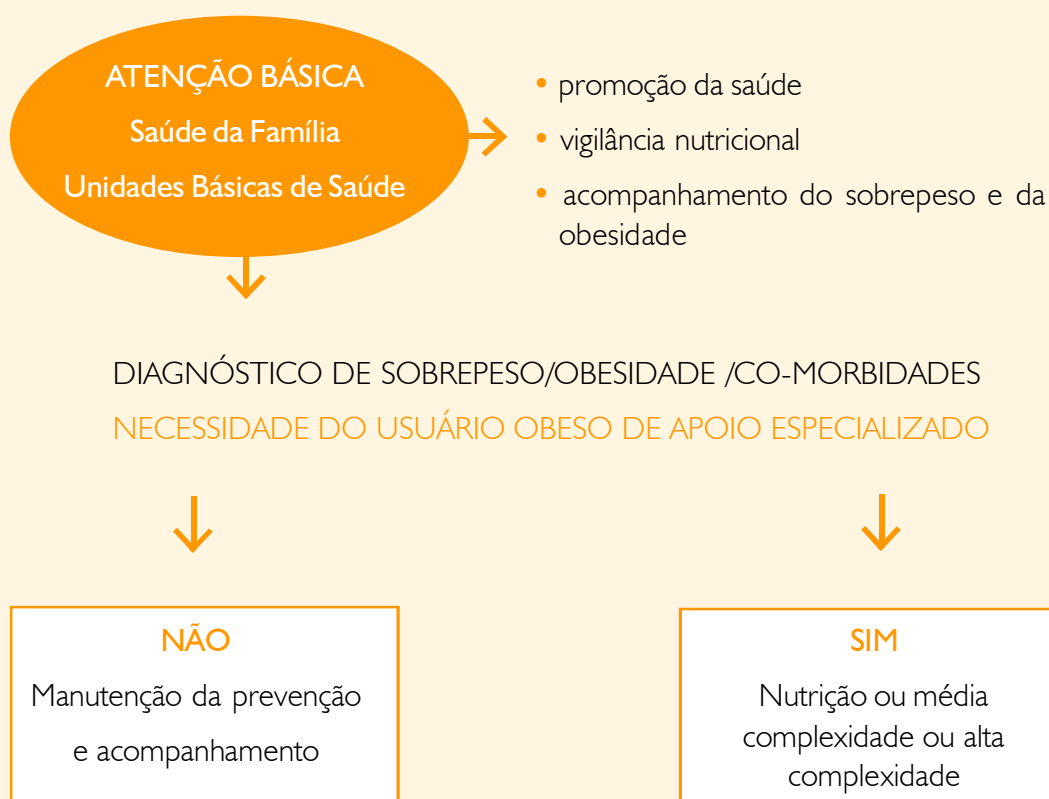 ATENÇÃO BÁSICA
Saúde da Família
Unidades Básicas de Saúde
• promoção da saúde
• vigilância nutricional
• acompanhamento do sobrepeso e da
obesidade
DIAGNÓSTICO DE SOBREPESO/OBESIDADE /CO-MORBIDADES
NECESSIDADE DO USUÁRIO OBESO DE APOIO ESPECIALIZADO
NÃO
Manutenção da prevenção
e acompanhamento
SIM
Nutrição ou média
complexidade ou alta
complexidade